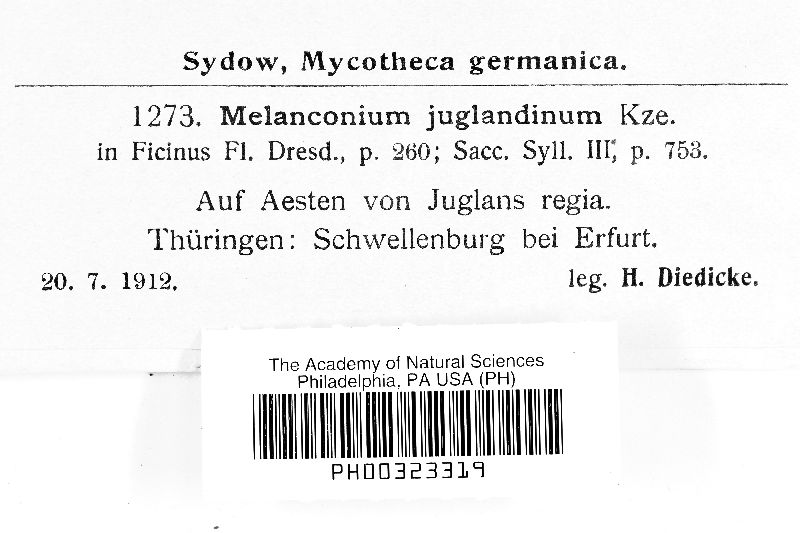 Sydow, Mycotheca germanica.
1273. Melanconium juglandinum Kze.
in Ficinus Fl. Dresd., p. 260; Sacc. Syll. III, p. 753.
Auf Aesten von Juglans regia.
Thüringen: Schwellenburg bei Erfurt.
20. 7. 1912. leg. H. Diedicke.
The Academy of Natural Sciences
Philadelphia, PA USA (PH)
PH00323319